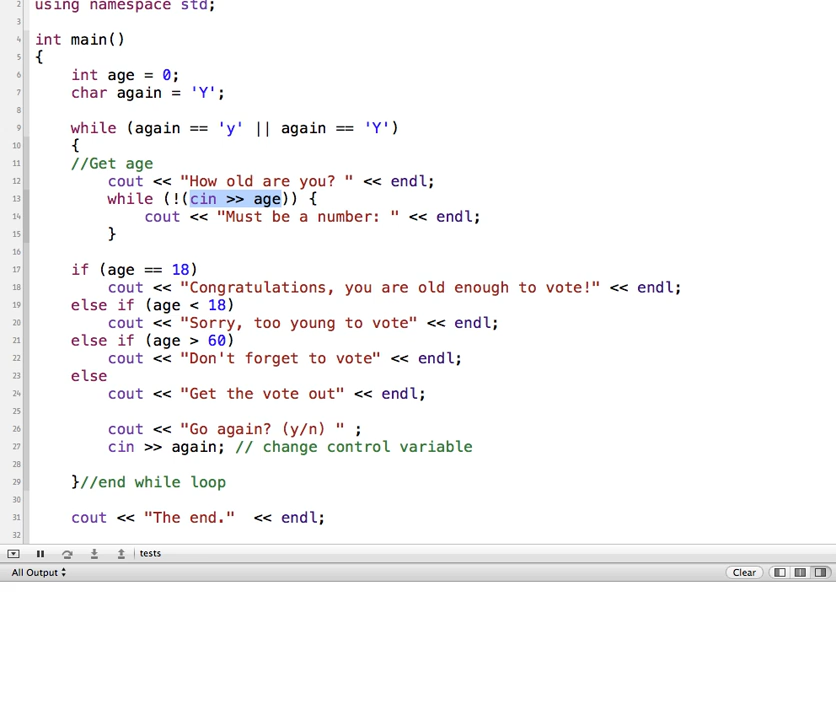 2 using namespace std;
3
4 int main()
5 {
6     int age = 0;
7     char again = 'Y';
8
9     while (again == 'y' || again == 'Y')
10     {
11     //Get age
12         cout << "How old are you? " << endl;
13         while (!(cin >> age)) {
14             cout << "Must be a number: " << endl;
15         }
16
17     if (age == 18)
18         cout << "Congratulations, you are old enough to vote!" << endl;
19     else if (age < 18)
20         cout << "Sorry, too young to vote" << endl;
21     else if (age > 60)
22         cout << "Don't forget to vote" << endl;
23     else
24         cout << "Get the vote out" << endl;
25
26         cout << "Go again? (y/n) " ;
27         cin >> again; // change control variable
28
29     }//end while loop
30
31     cout << "The end."  << endl;
32
tests
All Output
Clear